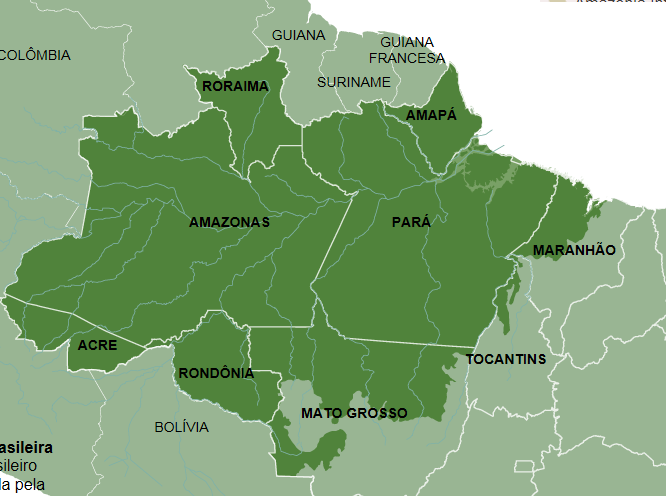 GUIANA
COLÔMBIA
GUIANA
FRANCESA
RORAIMA
SURINAME
AMAPÁ
AMAZONAS
PARÁ
MARANHÃO
ACRE
TOCANTINS
RONDÔNIA
MATO GROSSO
BOLÍVIA
asileira
sileiro
da pela